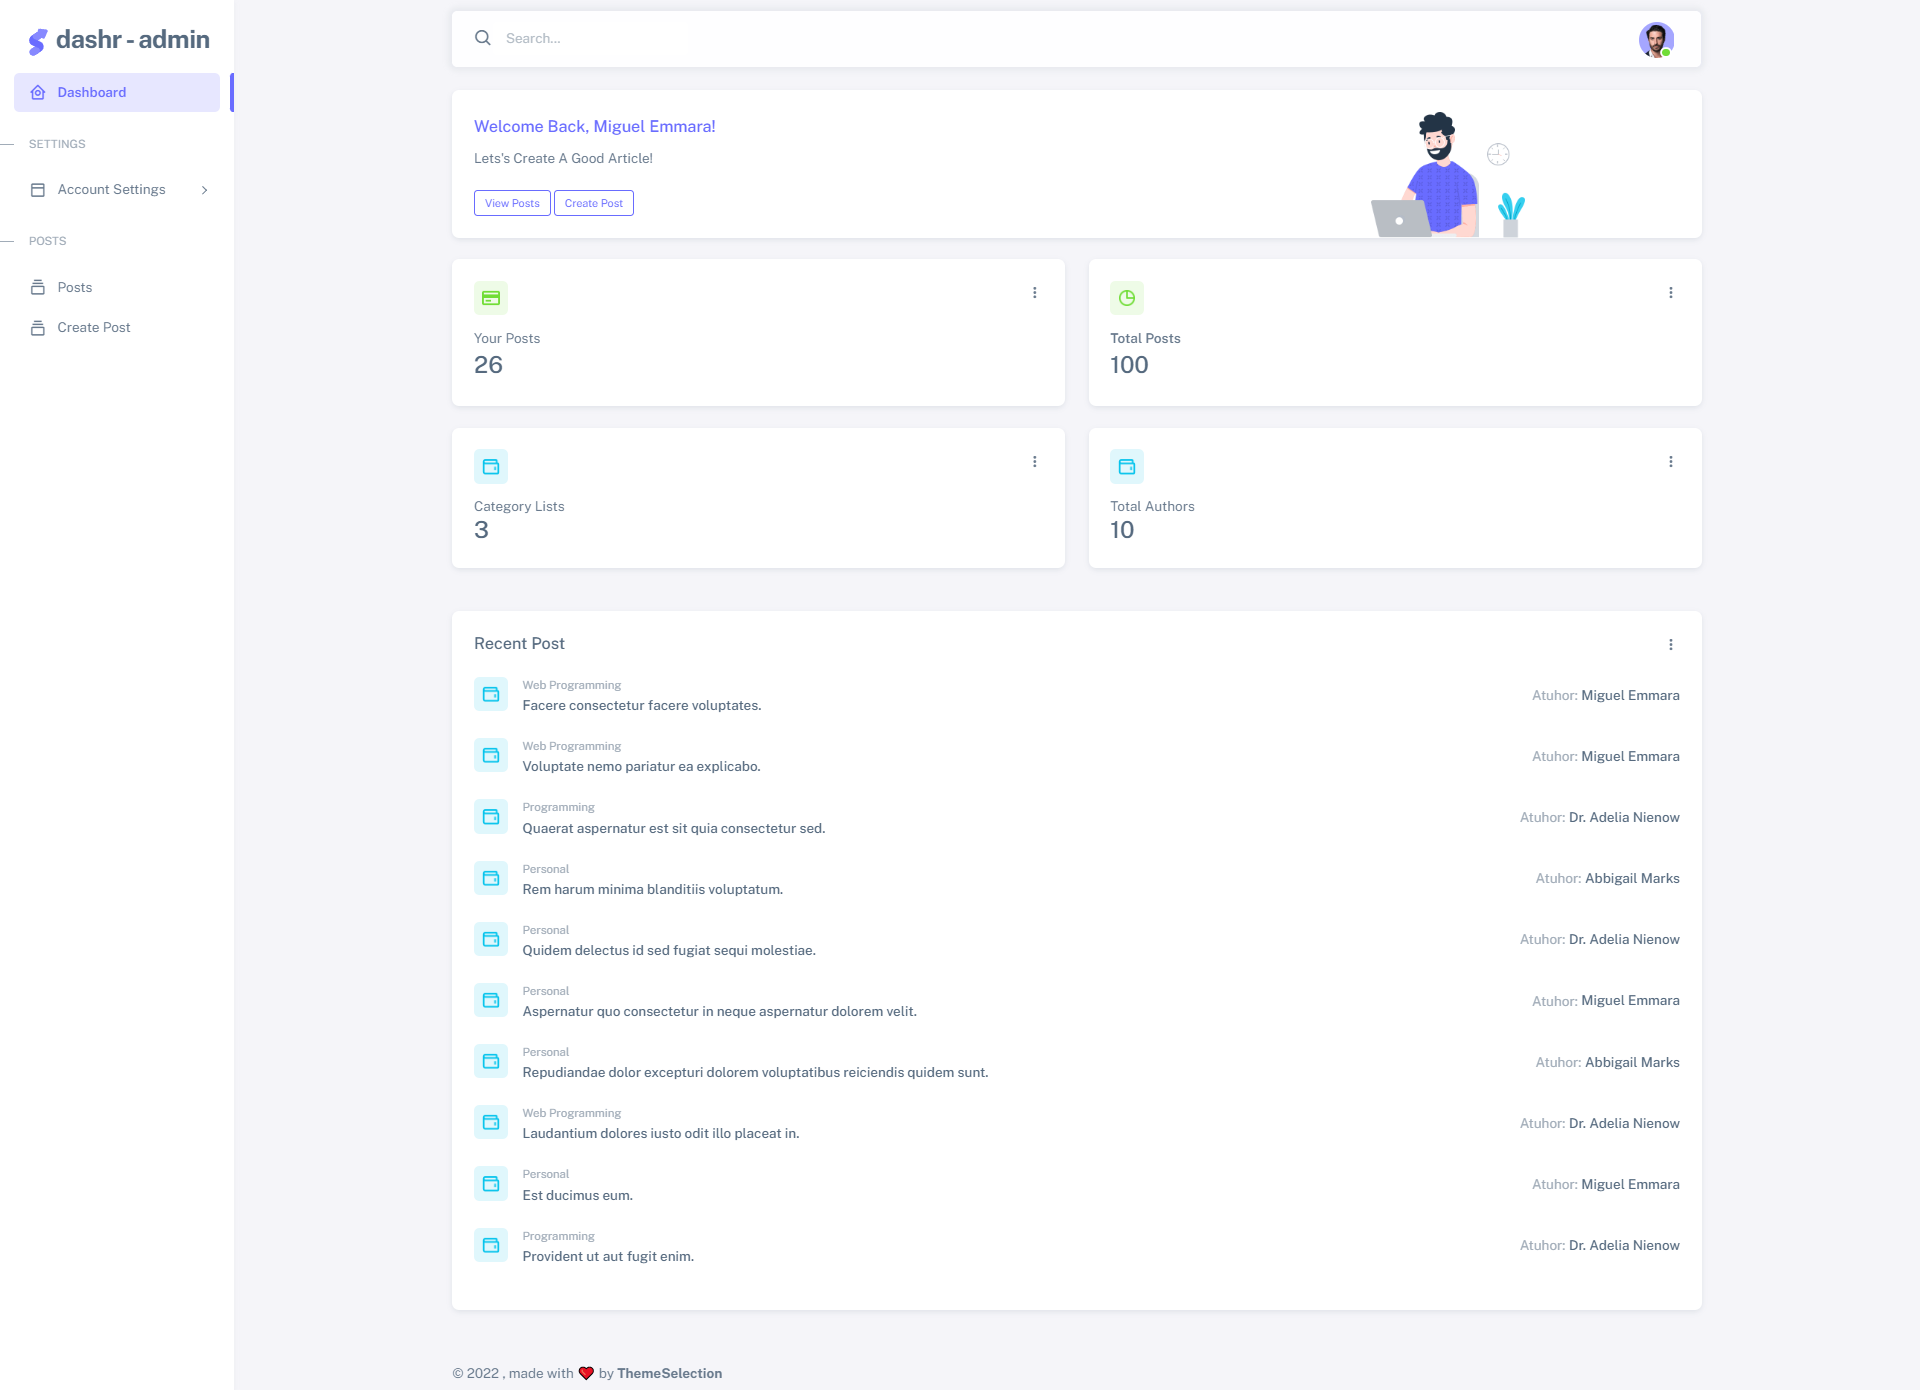 dashr - admin
Dashboard
SETTINGS
Account Settings
POSTS
Posts
Create Post
Search...
Welcome Back, Miguel Emmara!
Lets's Create A Good Article!
View Posts
Create Post
Your Posts
26
Total Posts
100
Category Lists
3
Total Authors
10
Recent Post
Web Programming
Facere consectetur facere voluptates.
Atuhor: Miguel Emmara
Web Programming
Voluptate nemo pariatur ea explicabo.
Atuhor: Miguel Emmara
Programming
Quaerat aspernatur est sit quia consectetur sed.
Atuhor: Dr. Adelia Nienow
Personal
Rem harum minima blanditiis voluptatum.
Atuhor: Abbigail Marks
Personal
Quidem delectus id sed fugiat sequi molestiae.
Atuhor: Dr. Adelia Nienow
Personal
Aspernatur quo consectetur in neque aspernatur dolorem velit.
Atuhor: Miguel Emmara
Personal
Repudiandae dolor excepturi dolorem voluptatibus reiciendis quidem sunt.
Atuhor: Abbigail Marks
Web Programming
Laudantium dolores iusto odit illo placeat in.
Atuhor: Dr. Adelia Nienow
Personal
Est ducimus eum.
Atuhor: Miguel Emmara
Programming
Provident ut aut fugit enim.
Atuhor: Dr. Adelia Nienow
© 2022 , made with ❤️ by ThemeSelection